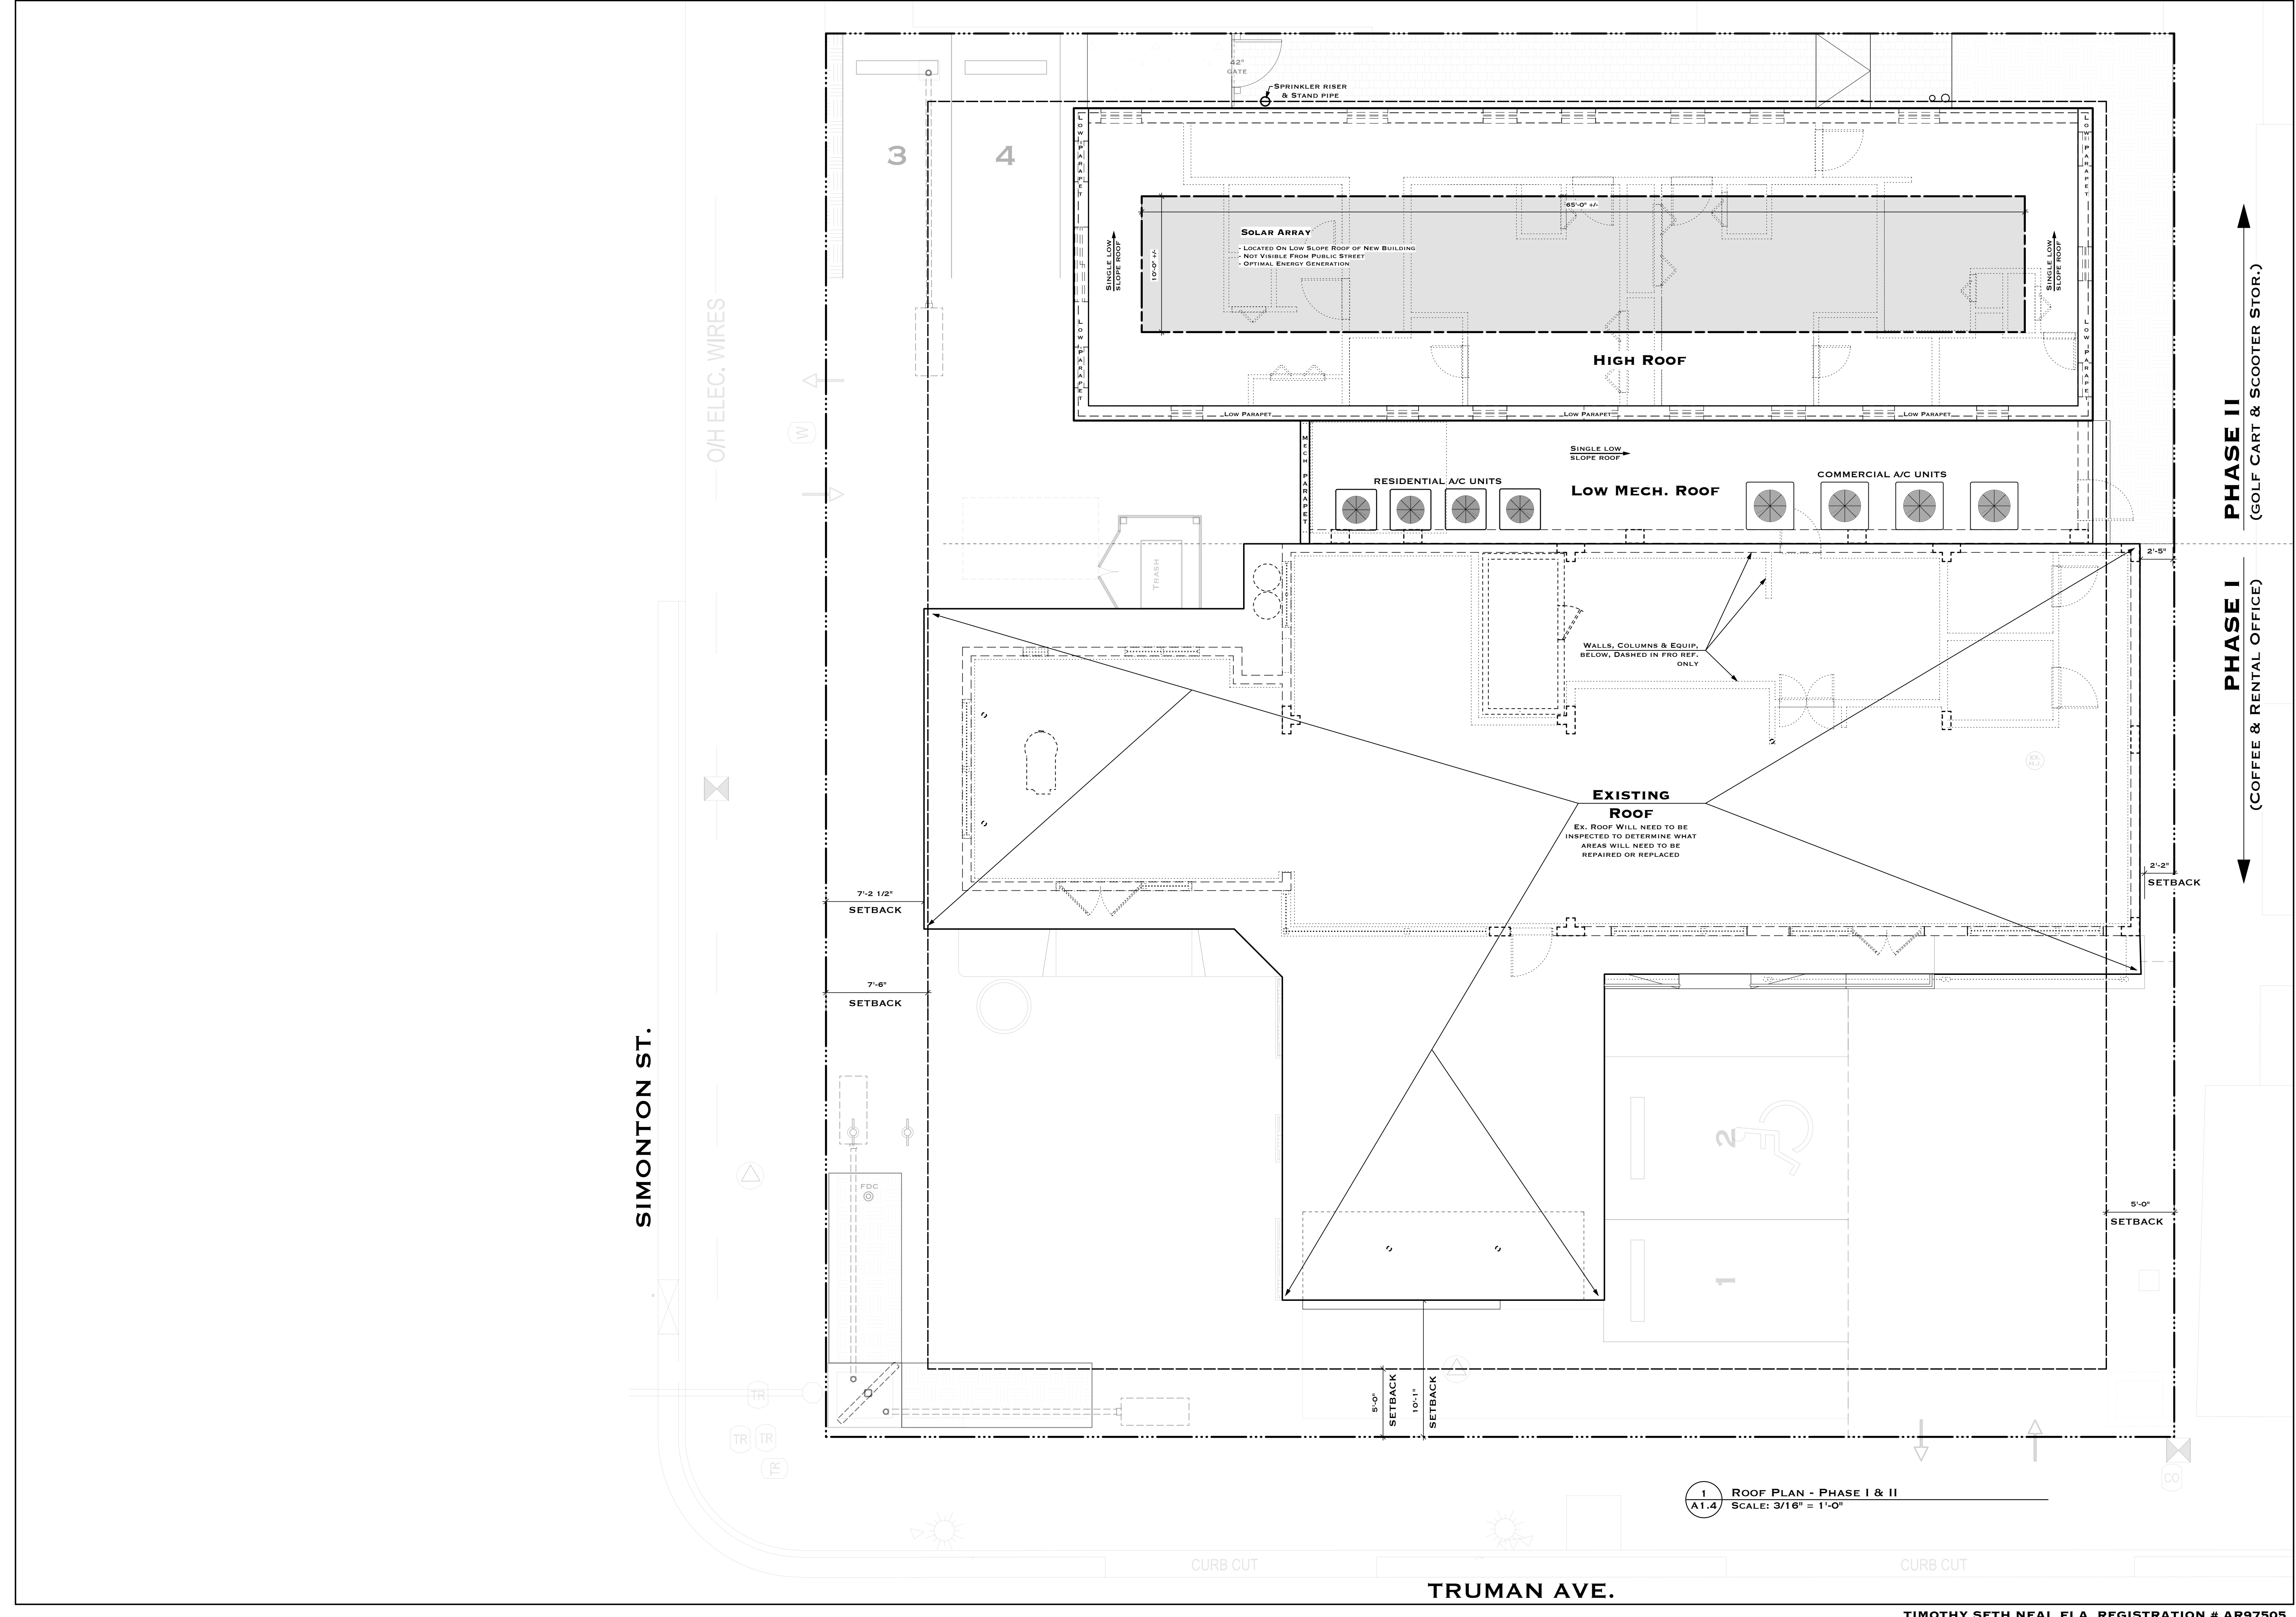 42"
GATE
SPRINKLER RISER
& STAND PIPE
3
4
LOW PARAPET
LOW PARAPET
65'-0" +/-
SOLAR ARRAY
- LOCATED ON LOW SLOPE ROOF OF NEW BUILDING
- NOT VISIBLE FROM PUBLIC STREET
- OPTIMAL ENERGY GENERATION
10'-0" +/-
SINGLE LOW
SLOPE ROOF
SINGLE LOW
SLOPE ROOF
O/H ELEC. WIRES
LOW PARAPET
LOW PARAPET
HIGH ROOF
LOW PARAPET
LOW PARAPET
LOW PARAPET
W
MECH PARAPET
SINGLE LOW
SLOPE ROOF
RESIDENTIAL A/C UNITS
LOW MECH. ROOF
COMMERCIAL A/C UNITS
PHASE II
(GOLF CART & SCOOTER STOR.)
2'-5"
TRASH
PHASE I
(COFFEE & RENTAL OFFICE)
WALLS, COLUMNS & EQUIP,
BELOW, DASHED IN FRO REF.
ONLY
EXISTING
ROOF
EX. ROOF WILL NEED TO BE
INSPECTED TO DETERMINE WHAT
AREAS WILL NEED TO BE
REPAIRED OR REPLACED
2'-2"
SETBACK
7'-2 1/2"
SETBACK
7'-6"
SETBACK
SIMONTON ST.
2
FDC
5'-0"
SETBACK
1
5'-0"
SETBACK
10'-1"
SETBACK
TR
TR
TR
TR
CO
1
A1.4
ROOF PLAN - PHASE I & II
SCALE: 3/16" = 1'-0"
CURB CUT
CURB CUT
TRUMAN AVE.
TIMOTHY SETH NEAL FLA. REGISTRATION # AR97505